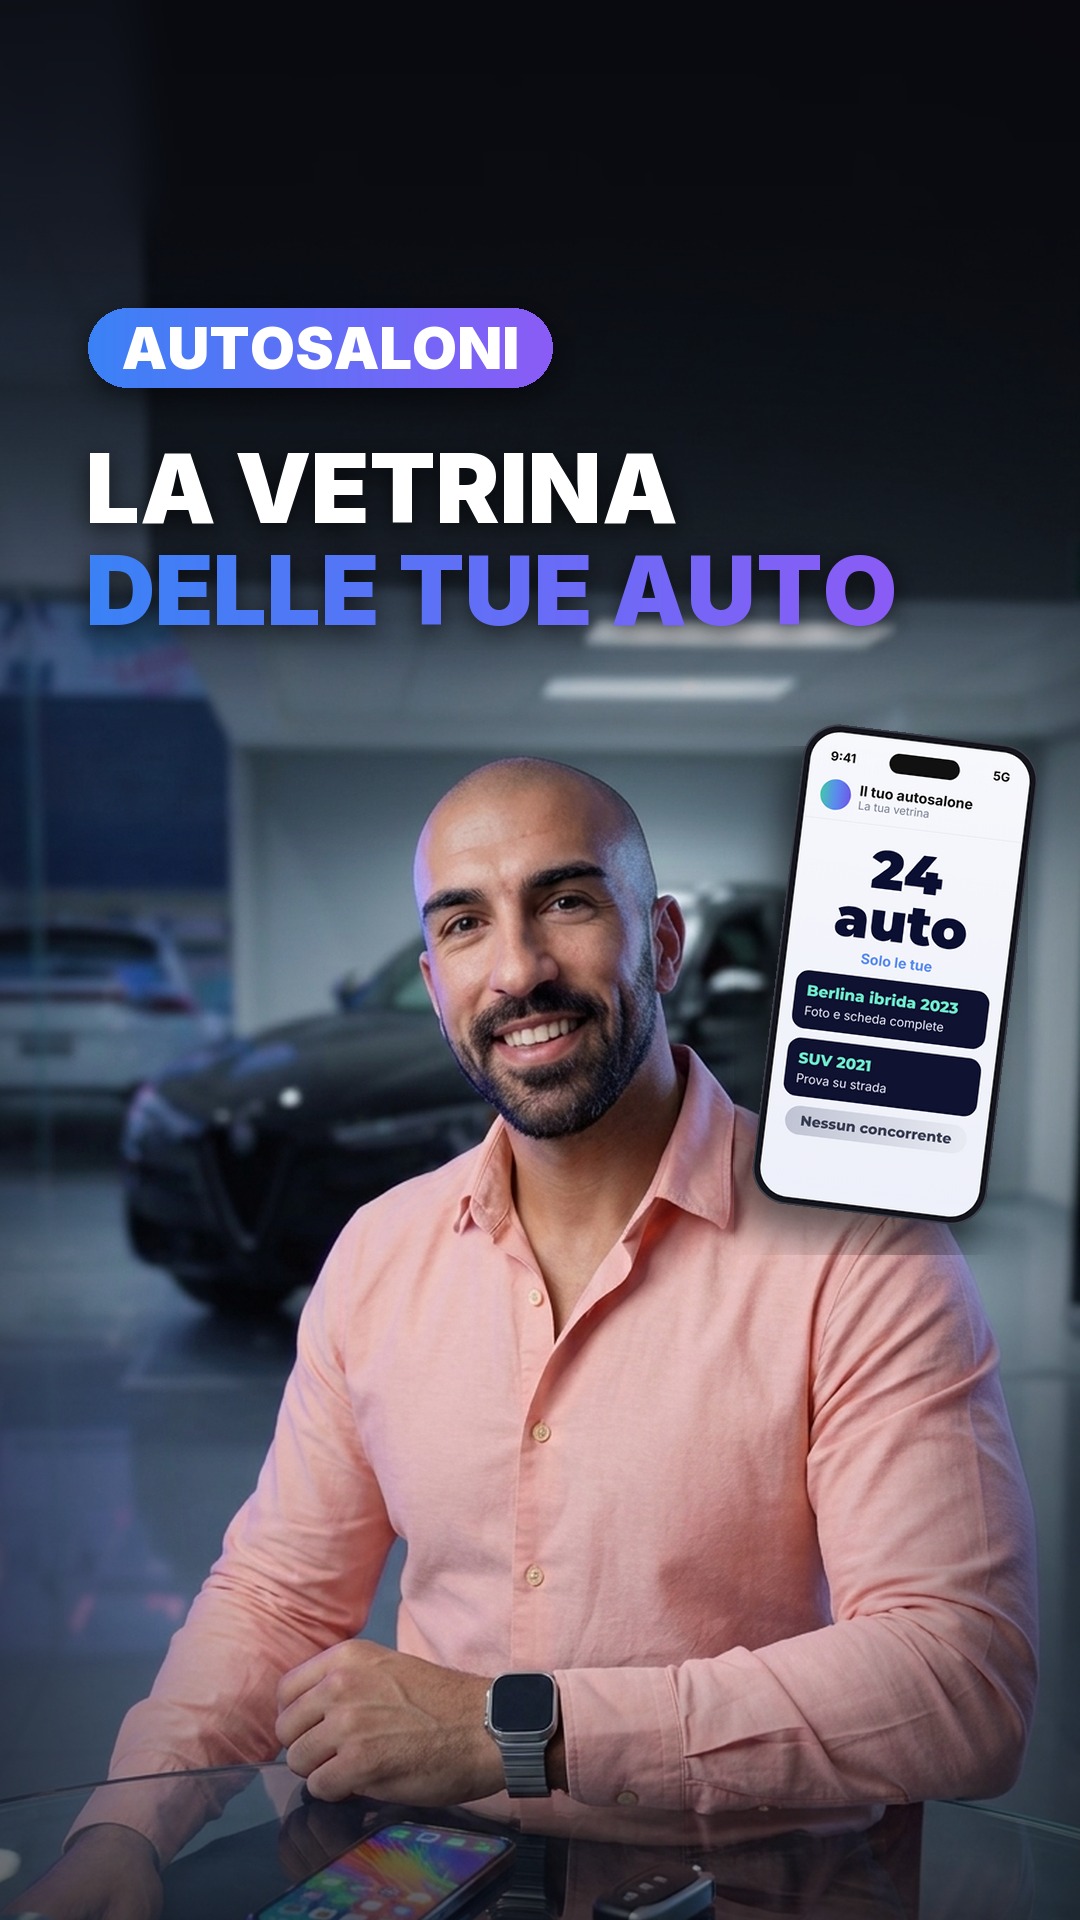 AUTOSALONI
LA VETRINA
DELLE TUE AUTO
9:41
5G
Il tuo autosalone
La tua vetrina
24
auto
Solo le tue
Berlina ibrida 2023
Foto e scheda complete
SUV 2021
Prova su strada
Nessun concorrente